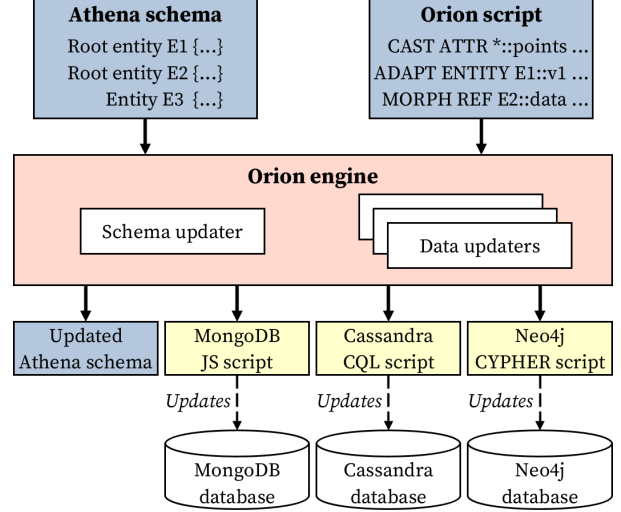 Athena schema
Root entity E1 {...}
Root entity E2 {...}
Entity E3 {...}
Orion script
CAST ATTR *::points ...
ADAPT ENTITY E1::v1 ...
MORPH REF E2::data ...
Orion engine
Schema updater
Data updaters
Updated
Athena schema
MongoDB
JS script
Cassandra
CQL script
Neo4j
CYPHER script
Updates
Updates
Updates
MongoDB
database
Cassandra
database
Neo4j
database